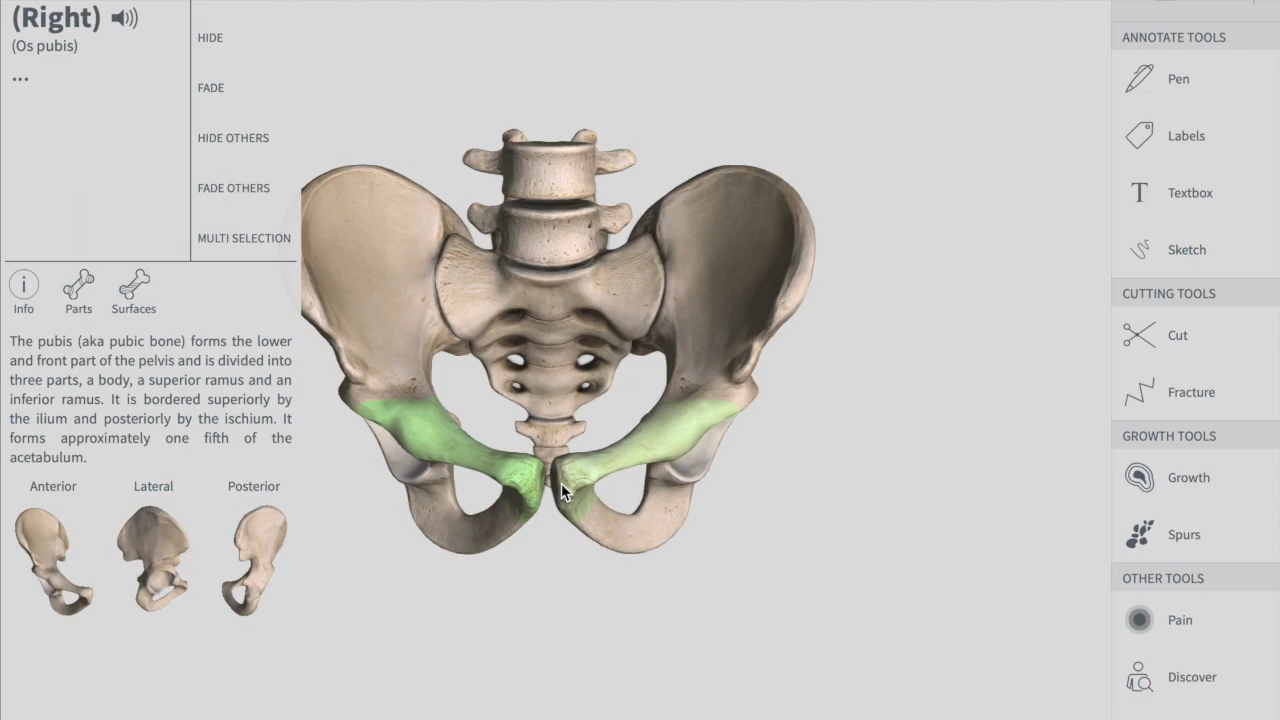 (Right)
(Os pubis)
...
HIDE
FADE
HIDE OTHERS
FADE OTHERS
MULTI SELECTION
Info
Parts
Surfaces
The pubis (aka pubic bone) forms the lower
and front part of the pelvis and is divided into
three parts, a body, a superior ramus and an
inferior ramus. It is bordered superiorly by
the ilium and posteriorly by the ischium. It
forms approximately one fifth of the
acetabulum.
Anterior
Lateral
Posterior
ANNOTATE TOOLS
Pen
Labels
T
Textbox
Sketch
CUTTING TOOLS
Cut
Fracture
GROWTH TOOLS
Growth
Spurs
OTHER TOOLS
Pain
Discover